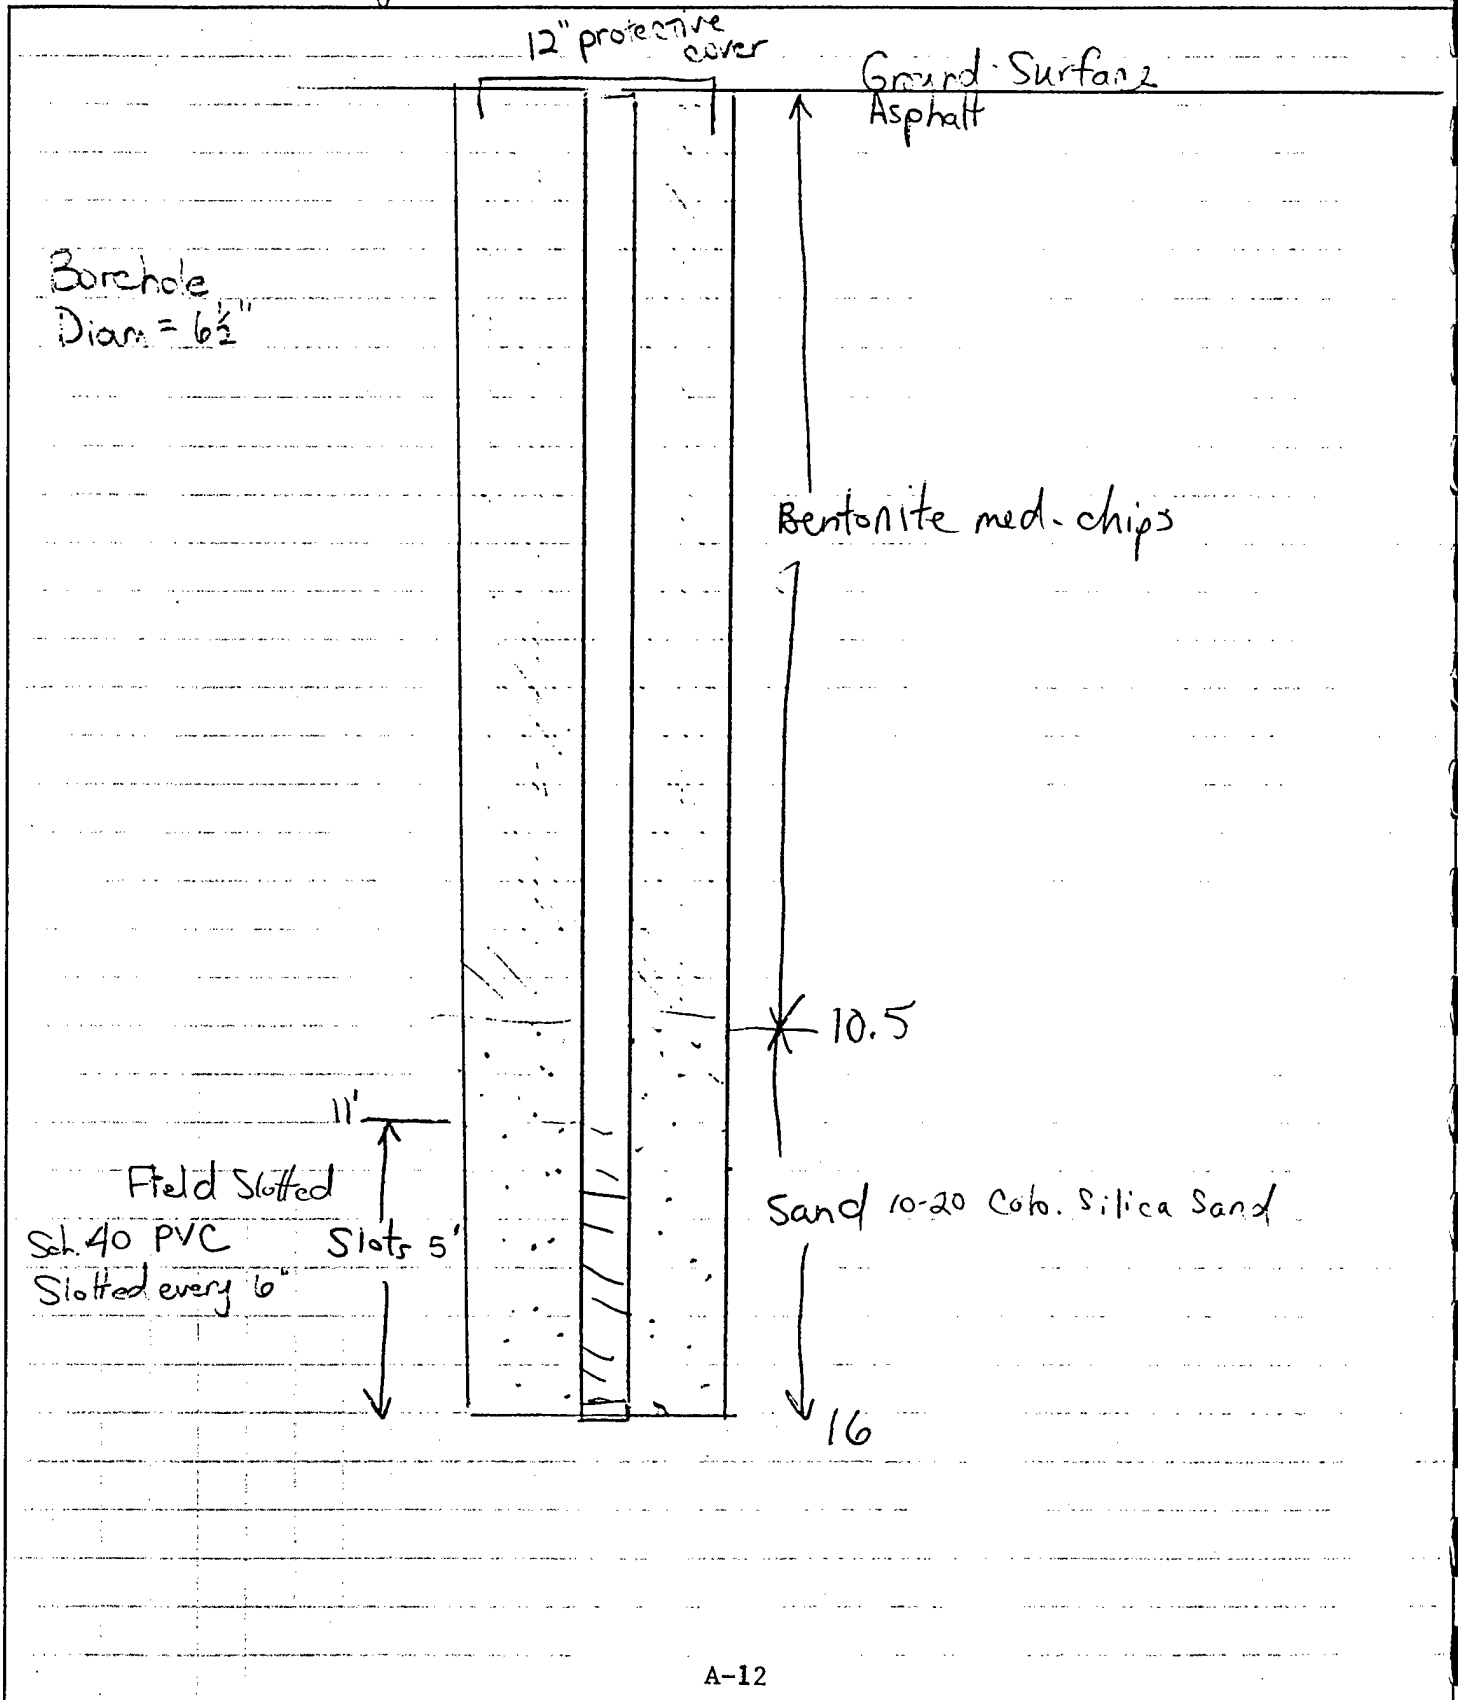 12" protective
cover
Ground Surface
Asphalt
Borehole
Diam = 6½"
Bentonite med. chips
10.5
11'
Field Slotted
Sch. 40 PVC
Slots 5'
Slotted every 6"
Sand 10-20 Colo. Silica Sand
16
A-12